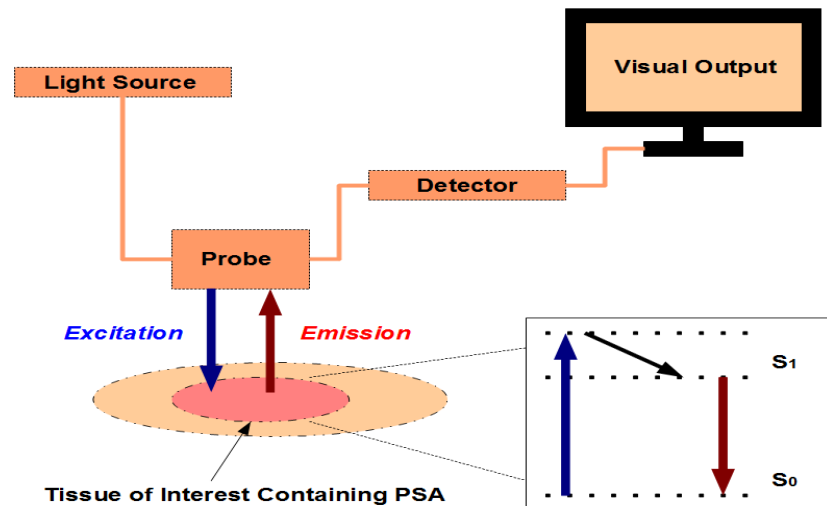 Light Source
Visual Output
Detector
Probe
Excitation
Emission
S₁
S₀
Tissue of Interest Containing PSA